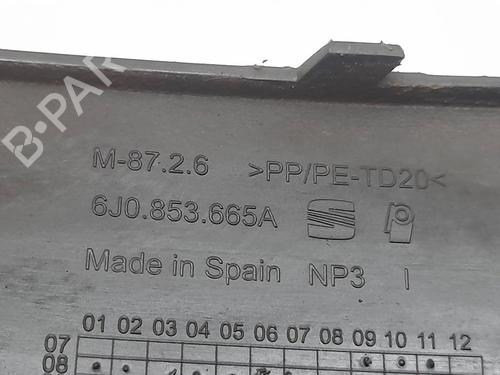 B-PARTS
M-87.2.6 >PP/PE-TD20<
6J0.853.665A
Made in Spain NP3 I
01 02 03 04 05 06 07 08 09 10 11 12
07
08